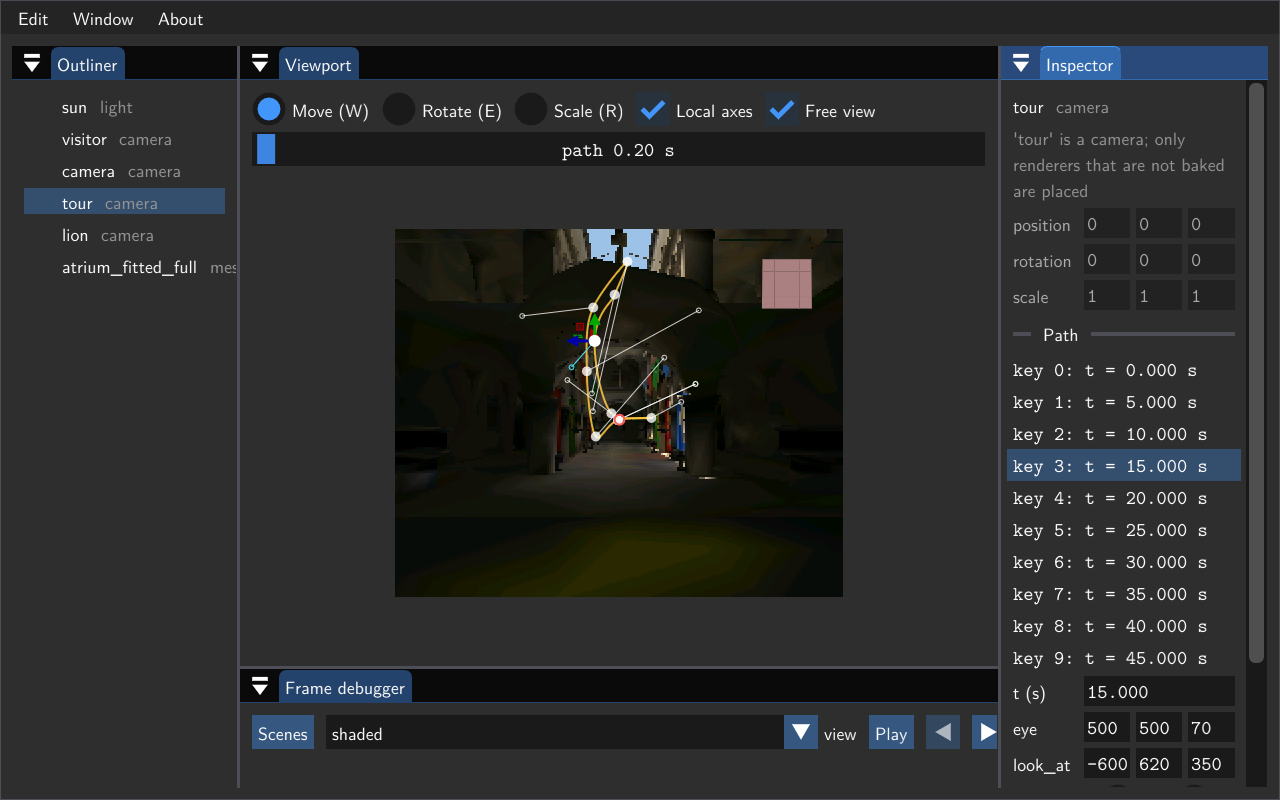 Edit Window About
Outliner
sun light
visitor camera
camera camera
tour camera
lion camera
atrium_fitted_full mes
Viewport
Move (W) Rotate (E) Scale (R) Local axes Free view
path 0.20 s
Frame debugger
Scenes shaded view Play
Inspector
tour camera
'tour' is a camera; only
renderers that are not baked
are placed
position 0 0 0
rotation 0 0 0
scale 1 1 1
Path
key 0: t = 0.000 s
key 1: t = 5.000 s
key 2: t = 10.000 s
key 3: t = 15.000 s
key 4: t = 20.000 s
key 5: t = 25.000 s
key 6: t = 30.000 s
key 7: t = 35.000 s
key 8: t = 40.000 s
key 9: t = 45.000 s
t (s) 15.000
eye 500 500 70
look_at -600 620 350